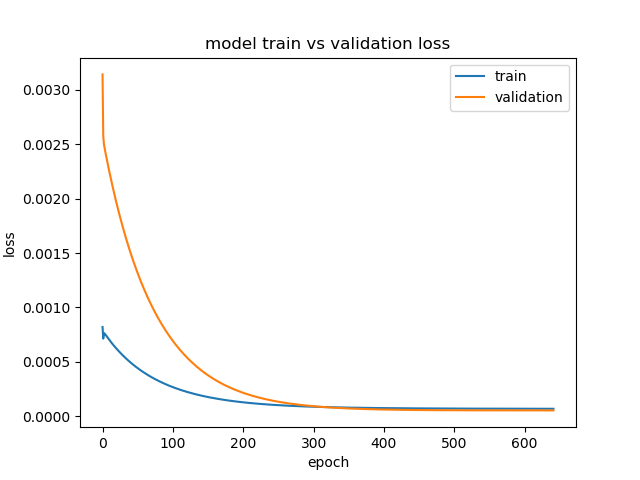 model train vs validation loss
train
validation
0.0030
0.0025
0.0020
0.0015
0.0010
0.0005
0.0000
loss
0 100 200 300 400 500 600
epoch